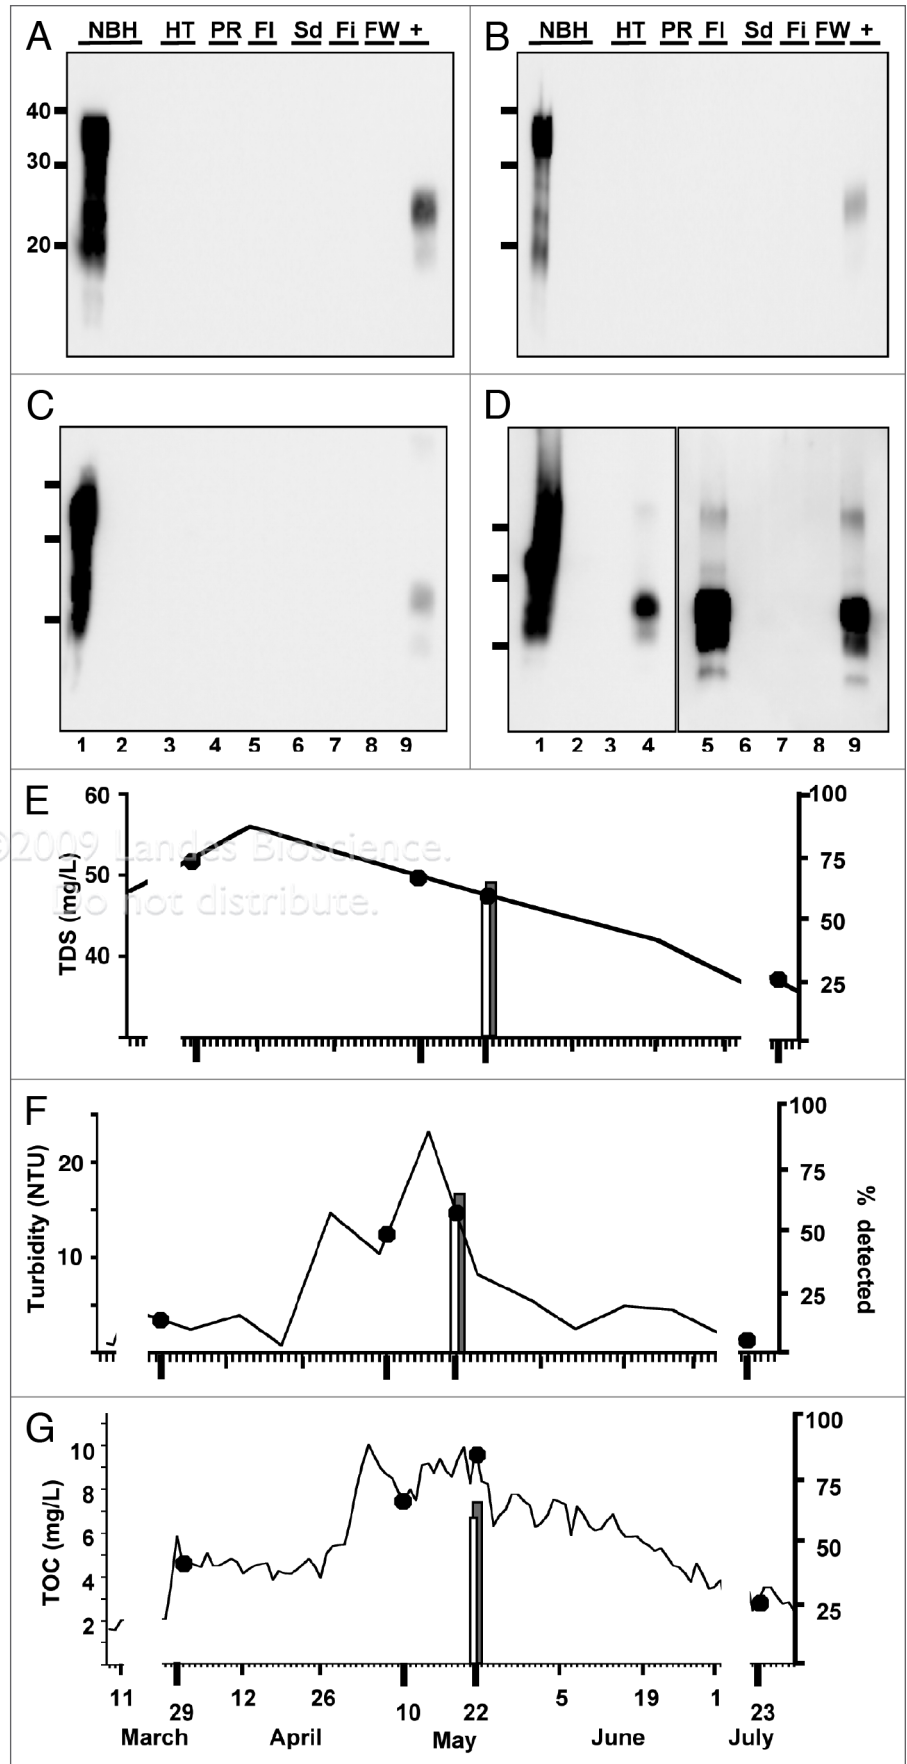 A
NBH HT PR Fl Sd Fi FW +
40
30
20
B
NBH HT PR Fl Sd Fi FW +
C
1 2 3 4 5 6 7 8 9
D
1 2 3 4 5 6 7 8 9
E
TDS (mg/L)
60
50
40
100
75
50
25
©2009 Landes Bioscience.
Do not distribute.
F
Turbidity (NTU)
20
10
100
75
50
25
% detected
G
TOC (mg/L)
10
8
6
4
2
100
75
50
25
11 29 12 26 10 22 5 19 1 23
March April May June July